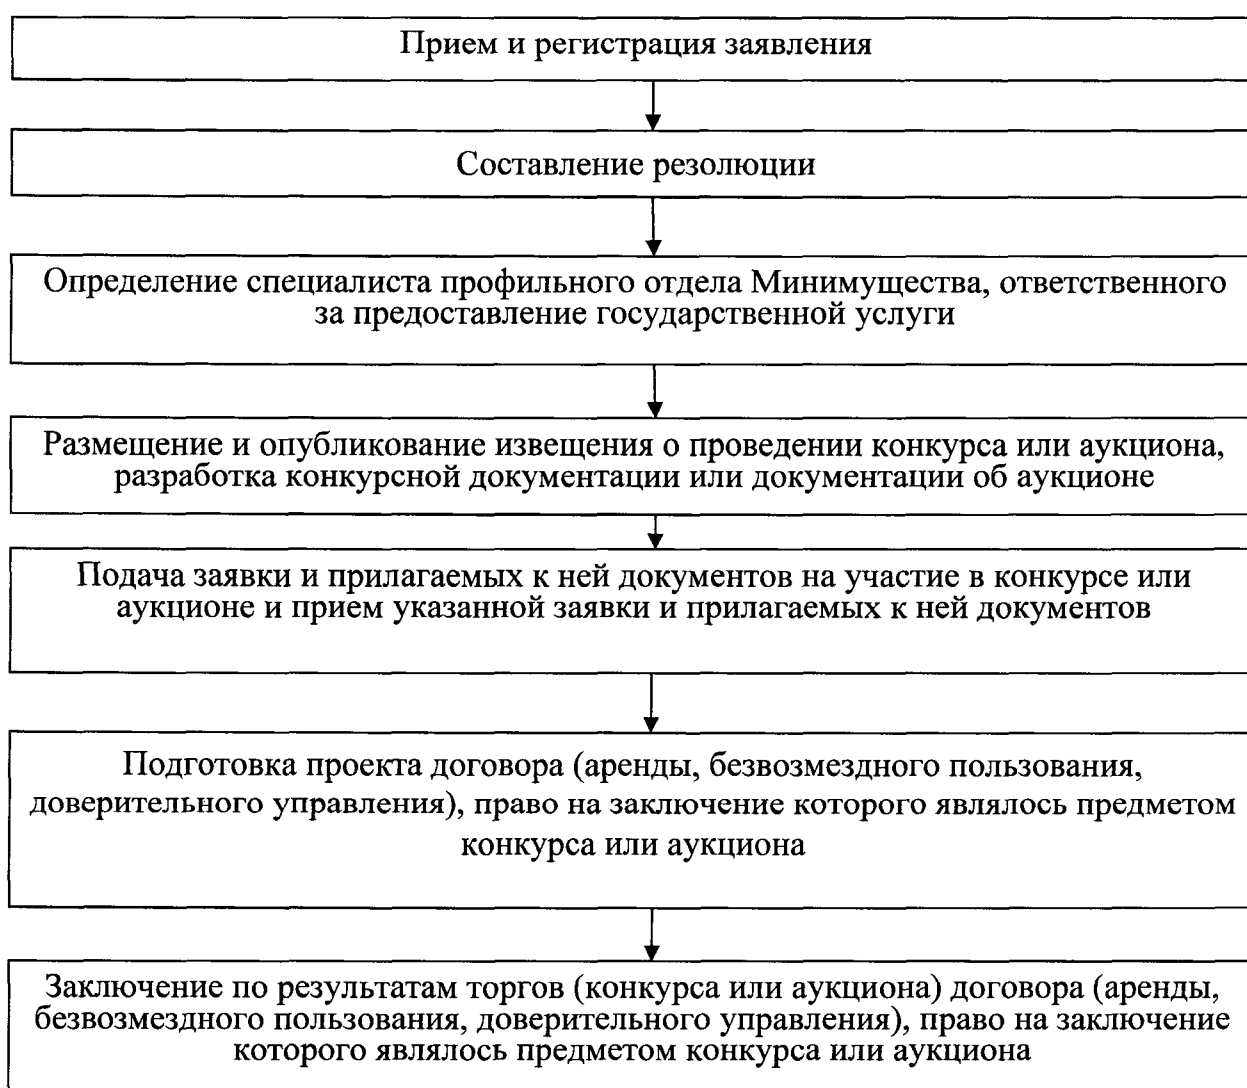 Прием и регистрация заявления
Составление резолюции
Определение специалиста профильного отдела Минимущества, ответственного
за предоставление государственной услуги
Размещение и опубликование извещения о проведении конкурса или аукциона,
разработка конкурсной документации или документации об аукционе
Подача заявки и прилагаемых к ней документов на участие в конкурсе или
аукционе и прием указанной заявки и прилагаемых к ней документов
Подготовка проекта договора (аренды, безвозмездного пользования,
доверительного управления), право на заключение которого являлось предметом
конкурса или аукциона
Заключение по результатам торгов (конкурса или аукциона) договора (аренды,
безвозмездного пользования, доверительного управления), право на заключение
которого являлось предметом конкурса или аукциона